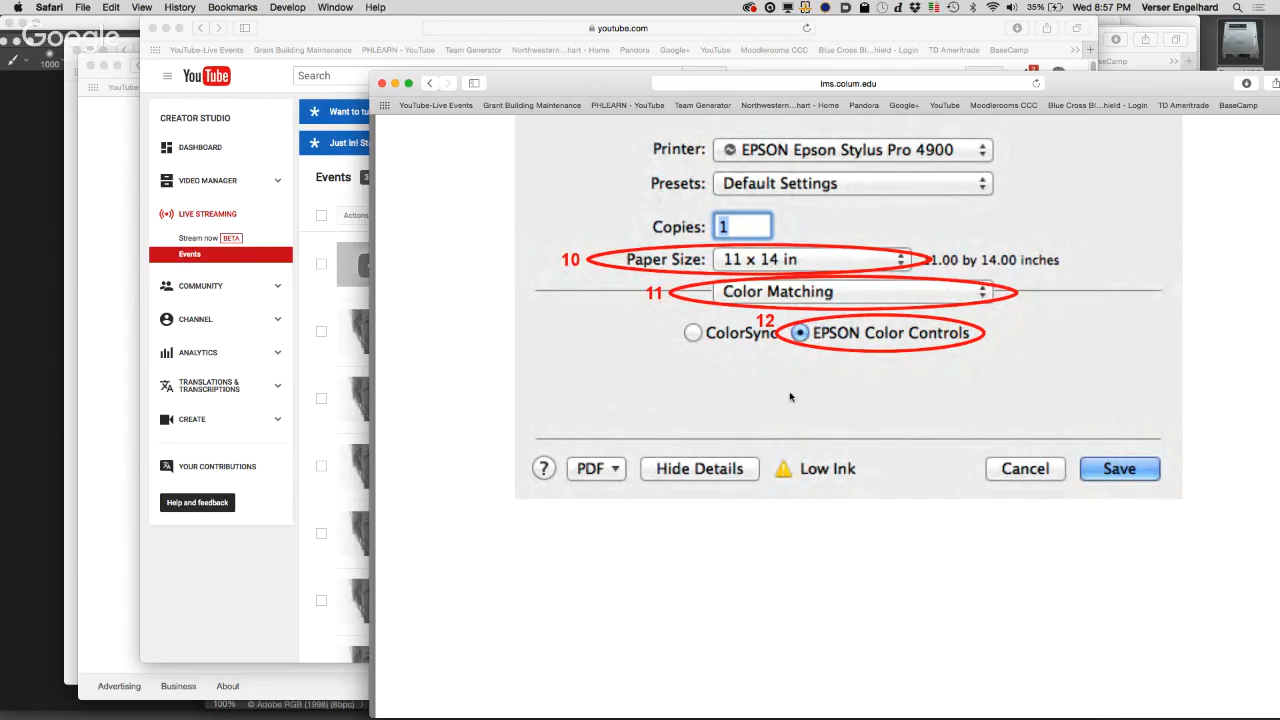 Safari File Edit View History Bookmarks Develop Window Help
Wed 8:57 PM Verser Engelhard
Google
1000
youtube.com
YouTube-Live Events Grant Building Maintenance PHLEARN - YouTube Team Generator Northwestern...hart - Home Pandora Google+ YouTube Moodlerooms CCC Blue Cross Bl...hield - Login TD Ameritrade BaseCamp
YouTube
Search
lms.colum.edu
YouTube-Live Events Grant Building Maintenance PHLEARN - YouTube Team Generator Northwestern...hart - Home Pandora Google+ YouTube Moodlerooms CCC Blue Cross Bl...hield - Login TD Ameritrade BaseCamp
CREATOR STUDIO
DASHBOARD
VIDEO MANAGER
LIVE STREAMING
Stream now BETA
Events
COMMUNITY
CHANNEL
ANALYTICS
TRANSLATIONS &
TRANSCRIPTIONS
CREATE
YOUR CONTRIBUTIONS
Help and feedback
Want to
Just in!
Events
Actions
Printer: EPSON Epson Stylus Pro 4900
Presets: Default Settings
Copies: 1
10 Paper Size: 11 x 14 in 11.00 by 14.00 inches
11 Color Matching
12
ColorSync EPSON Color Controls
? PDF Hide Details Low Ink Cancel Save
Advertising Business About
100% Adobe RGB (1998) (8bpc)